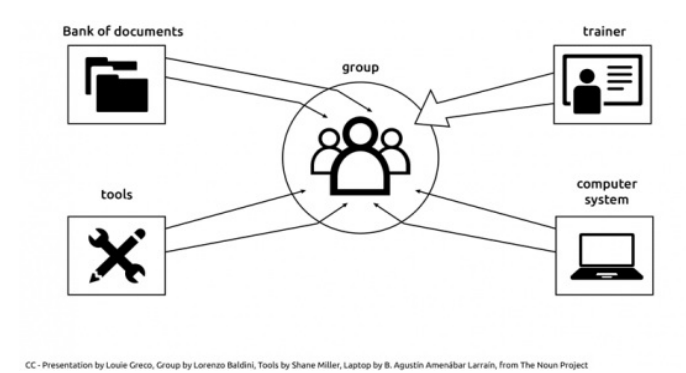 Bank of documents
trainer
group
tools
computer
system
CC - Presentation by Louie Greco, Group by Lorenzo Baldini, Tools by Shane Miller, Laptop by B. Agustín Amenábar Larraín, from The Noun Project